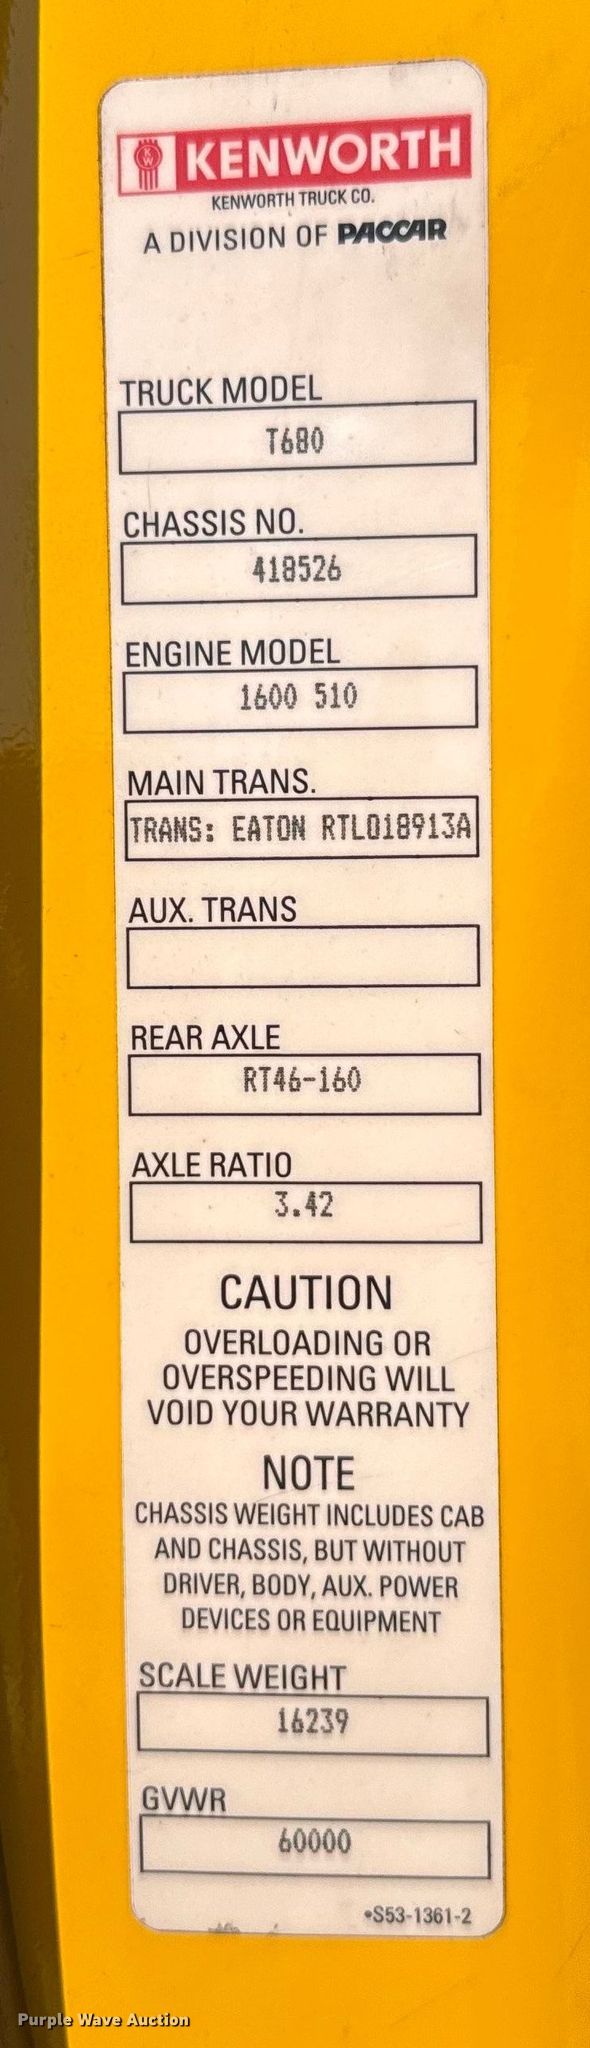 KW KENWORTH
KENWORTH TRUCK CO.
A DIVISION OF PACCAR
TRUCK MODEL
T680
CHASSIS NO.
418526
ENGINE MODEL
1600 510
MAIN TRANS.
TRANS: EATON RTLO18913A
AUX. TRANS
REAR AXLE
RT46-160
AXLE RATIO
3.42
CAUTION
OVERLOADING OR
OVERSPEEDING WILL
VOID YOUR WARRANTY
NOTE
CHASSIS WEIGHT INCLUDES CAB
AND CHASSIS, BUT WITHOUT
DRIVER, BODY, AUX. POWER
DEVICES OR EQUIPMENT
SCALE WEIGHT
16239
GVWR
60000
•S53-1361-2
Purple Wave Auction